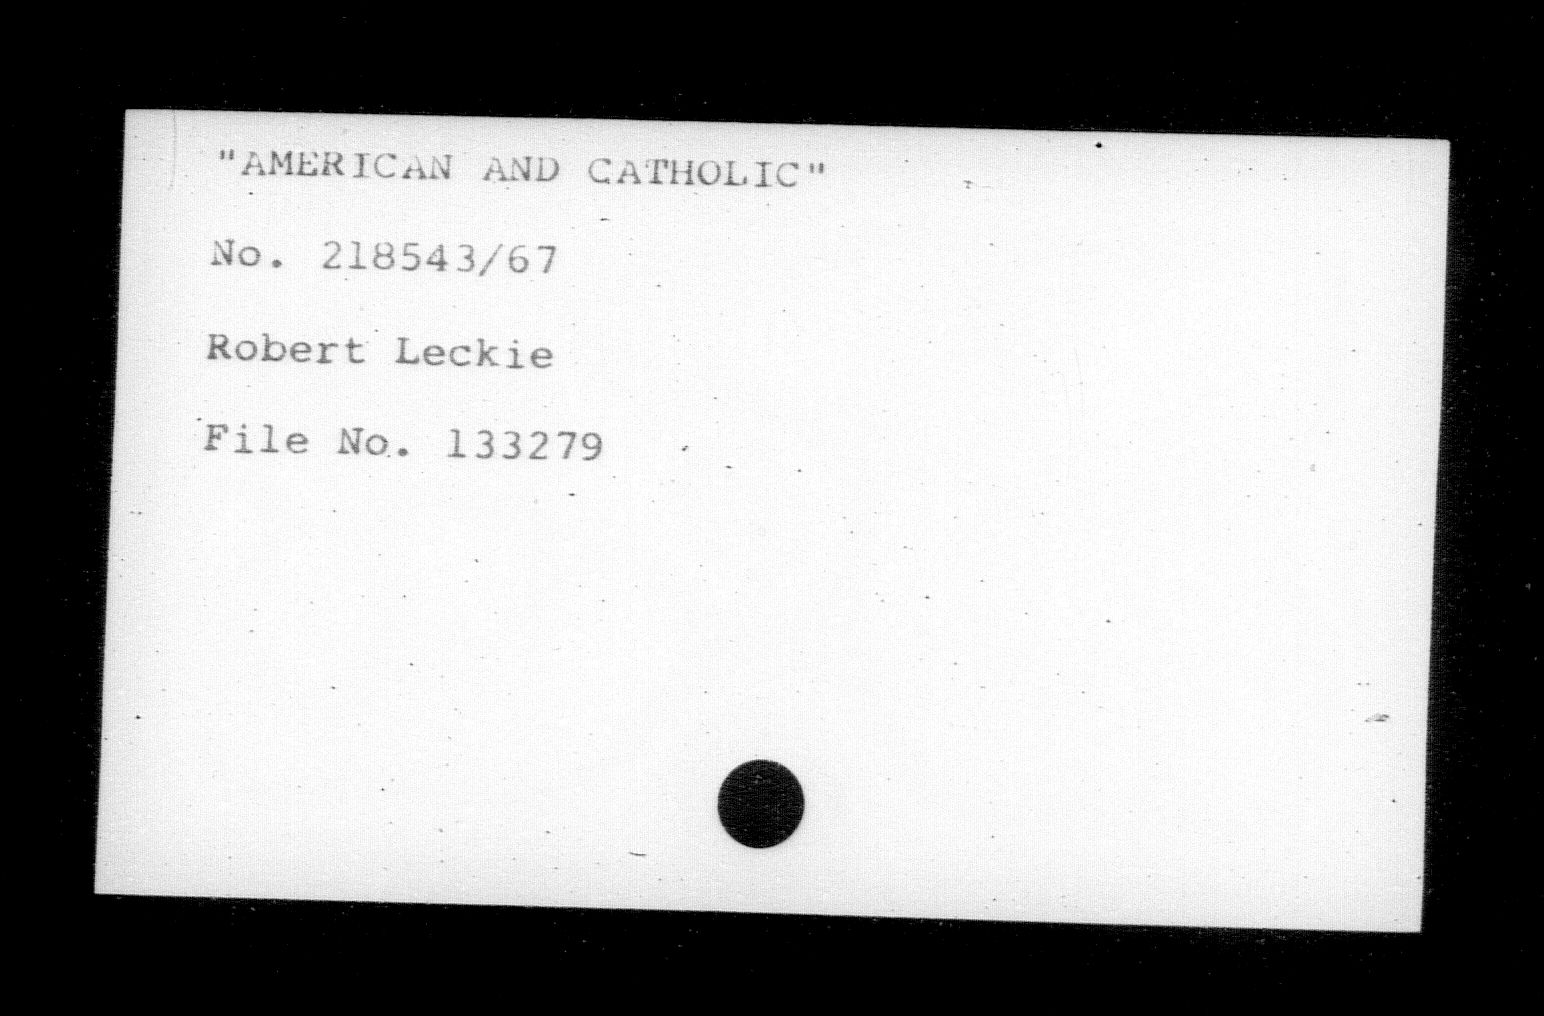 "AMERICAN AND CATHOLIC"
No. 218543/67
Robert Leckie
File No. 133279